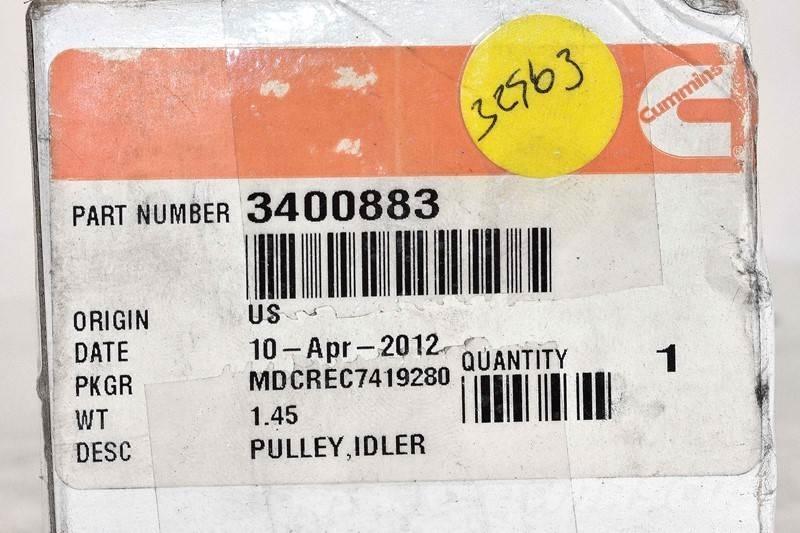 32963
Cummins
PART NUMBER 3400883
ORIGIN US
DATE 10-Apr-2012
PKGR MDCREC7419280
QUANTITY 1
WT 1.45
DESC PULLEY,IDLER